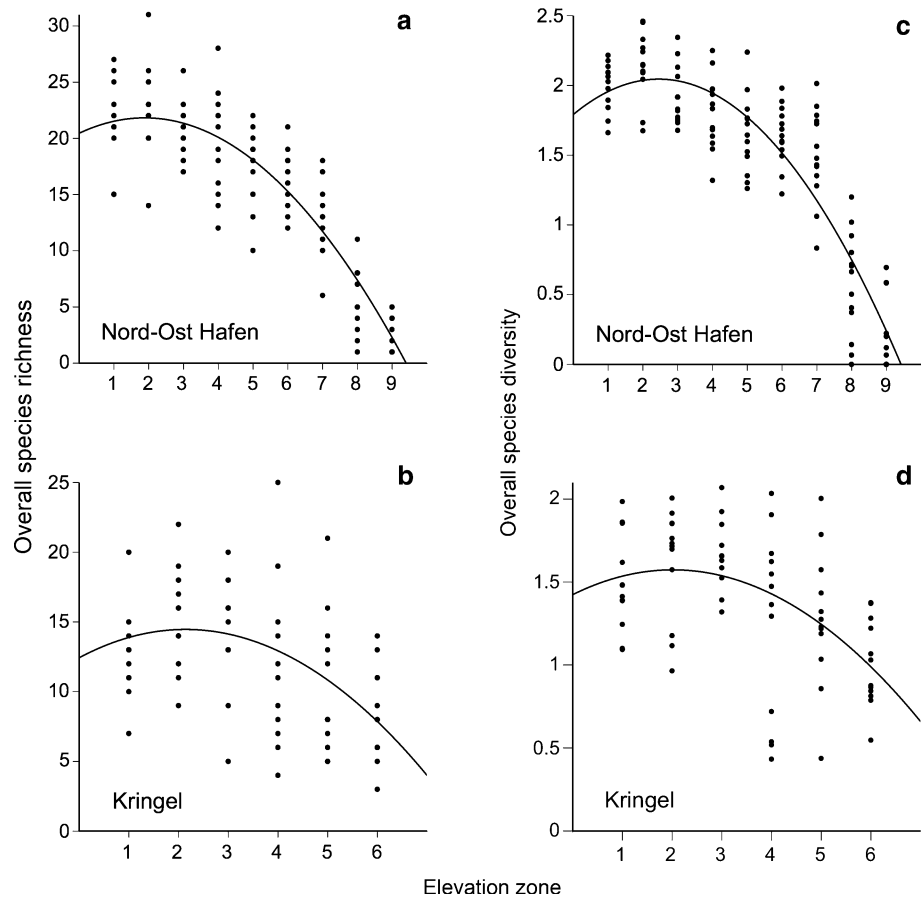 a
30
25
20
15
10
5
0
Nord-Ost Hafen
1 2 3 4 5 6 7 8 9
c
2.5
2
1.5
1
0.5
0
Nord-Ost Hafen
1 2 3 4 5 6 7 8 9
Overall species richness
Overall species diversity
b
25
20
15
10
5
0
Kringel
1 2 3 4 5 6
d
2
1.5
1
0.5
0
Kringel
1 2 3 4 5 6
Elevation zone